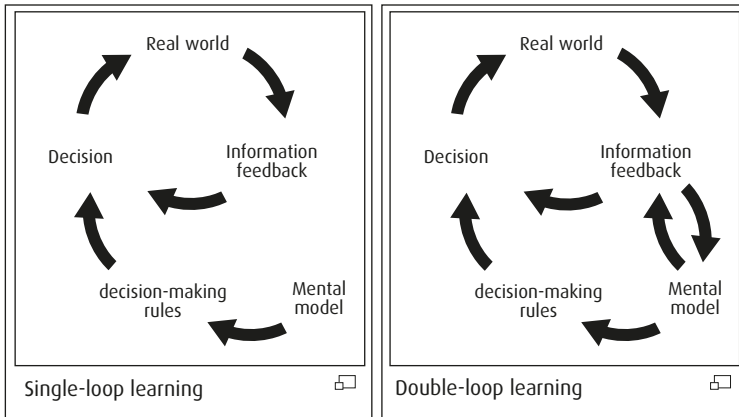 Real world
Decision
Information
feedback
decision-making
rules
Mental
model
Single-loop learning
Real world
Decision
Information
feedback
decision-making
rules
Mental
model
Double-loop learning